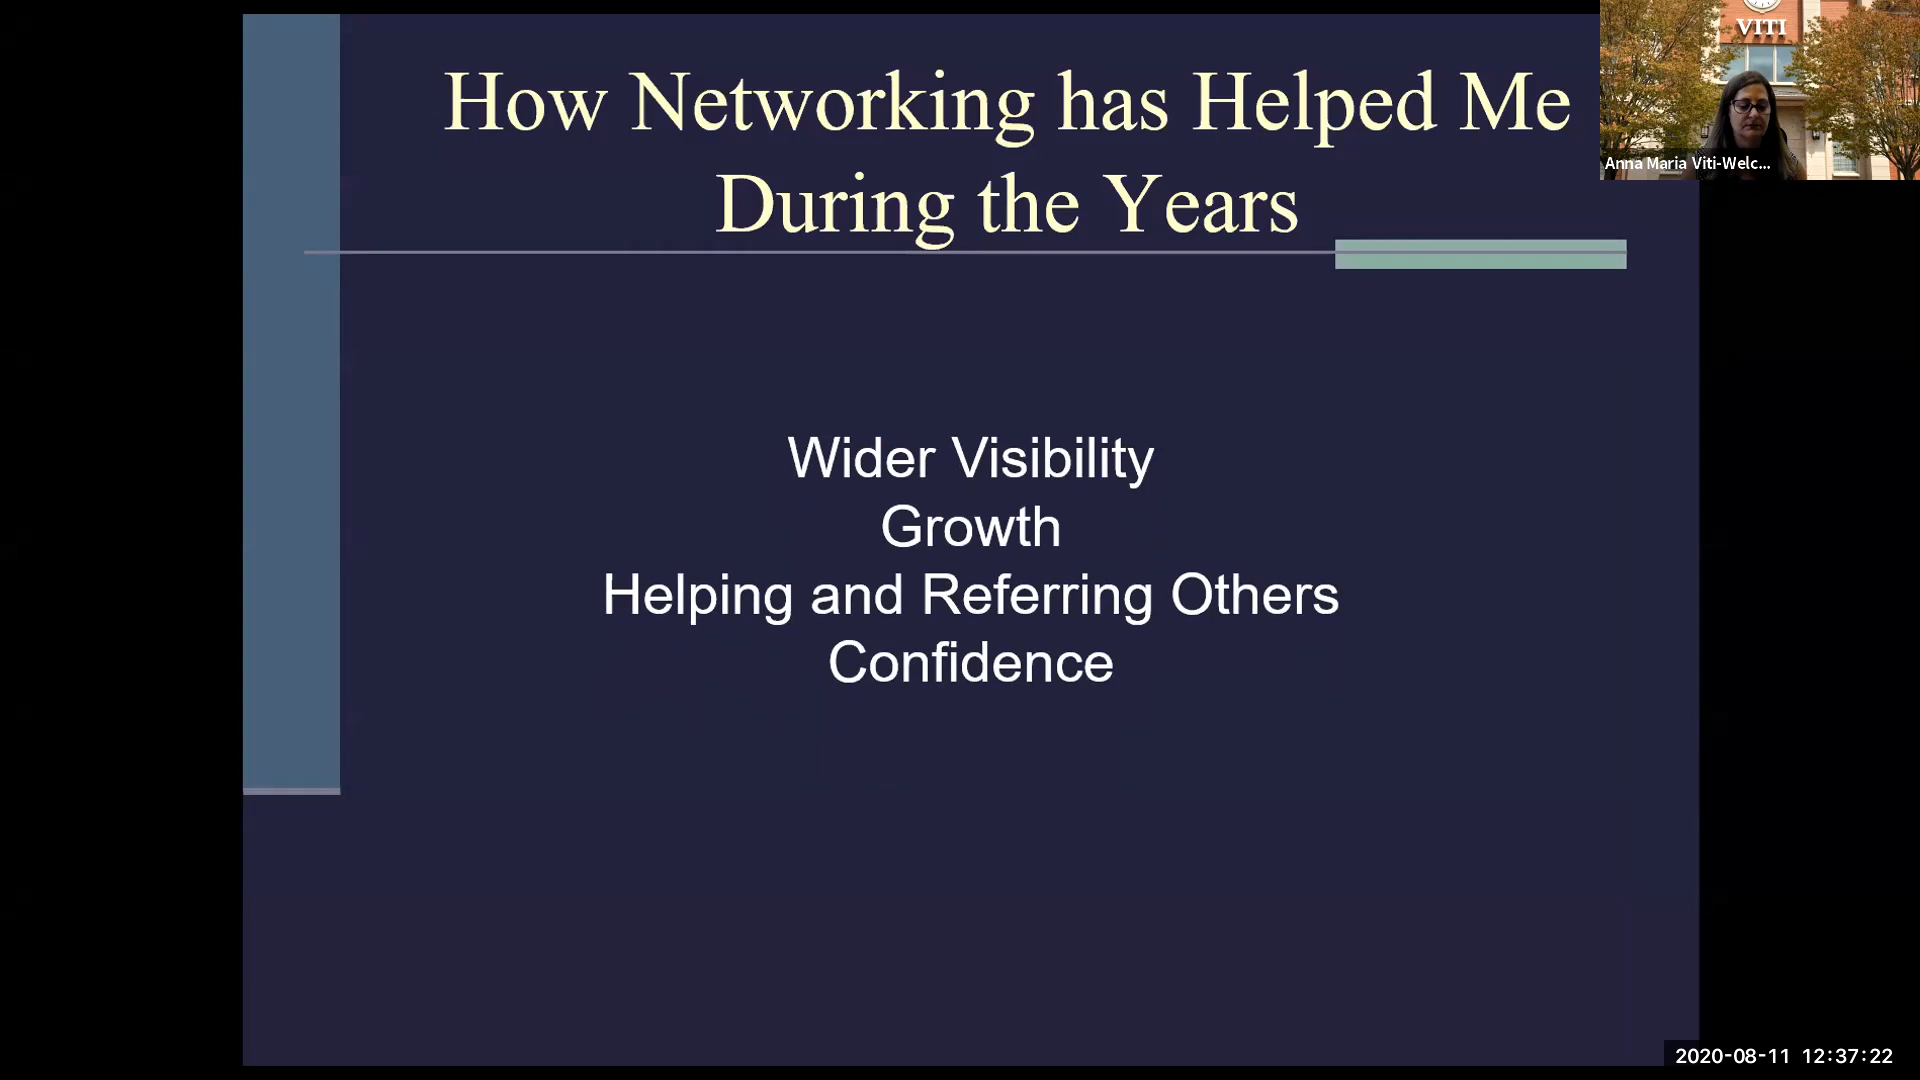 How Networking has Helped Me
During the Years
VITI
Anna Maria Viti-Welc...
Wider Visibility
Growth
Helping and Referring Others
Confidence
2020-08-11 12:37:22